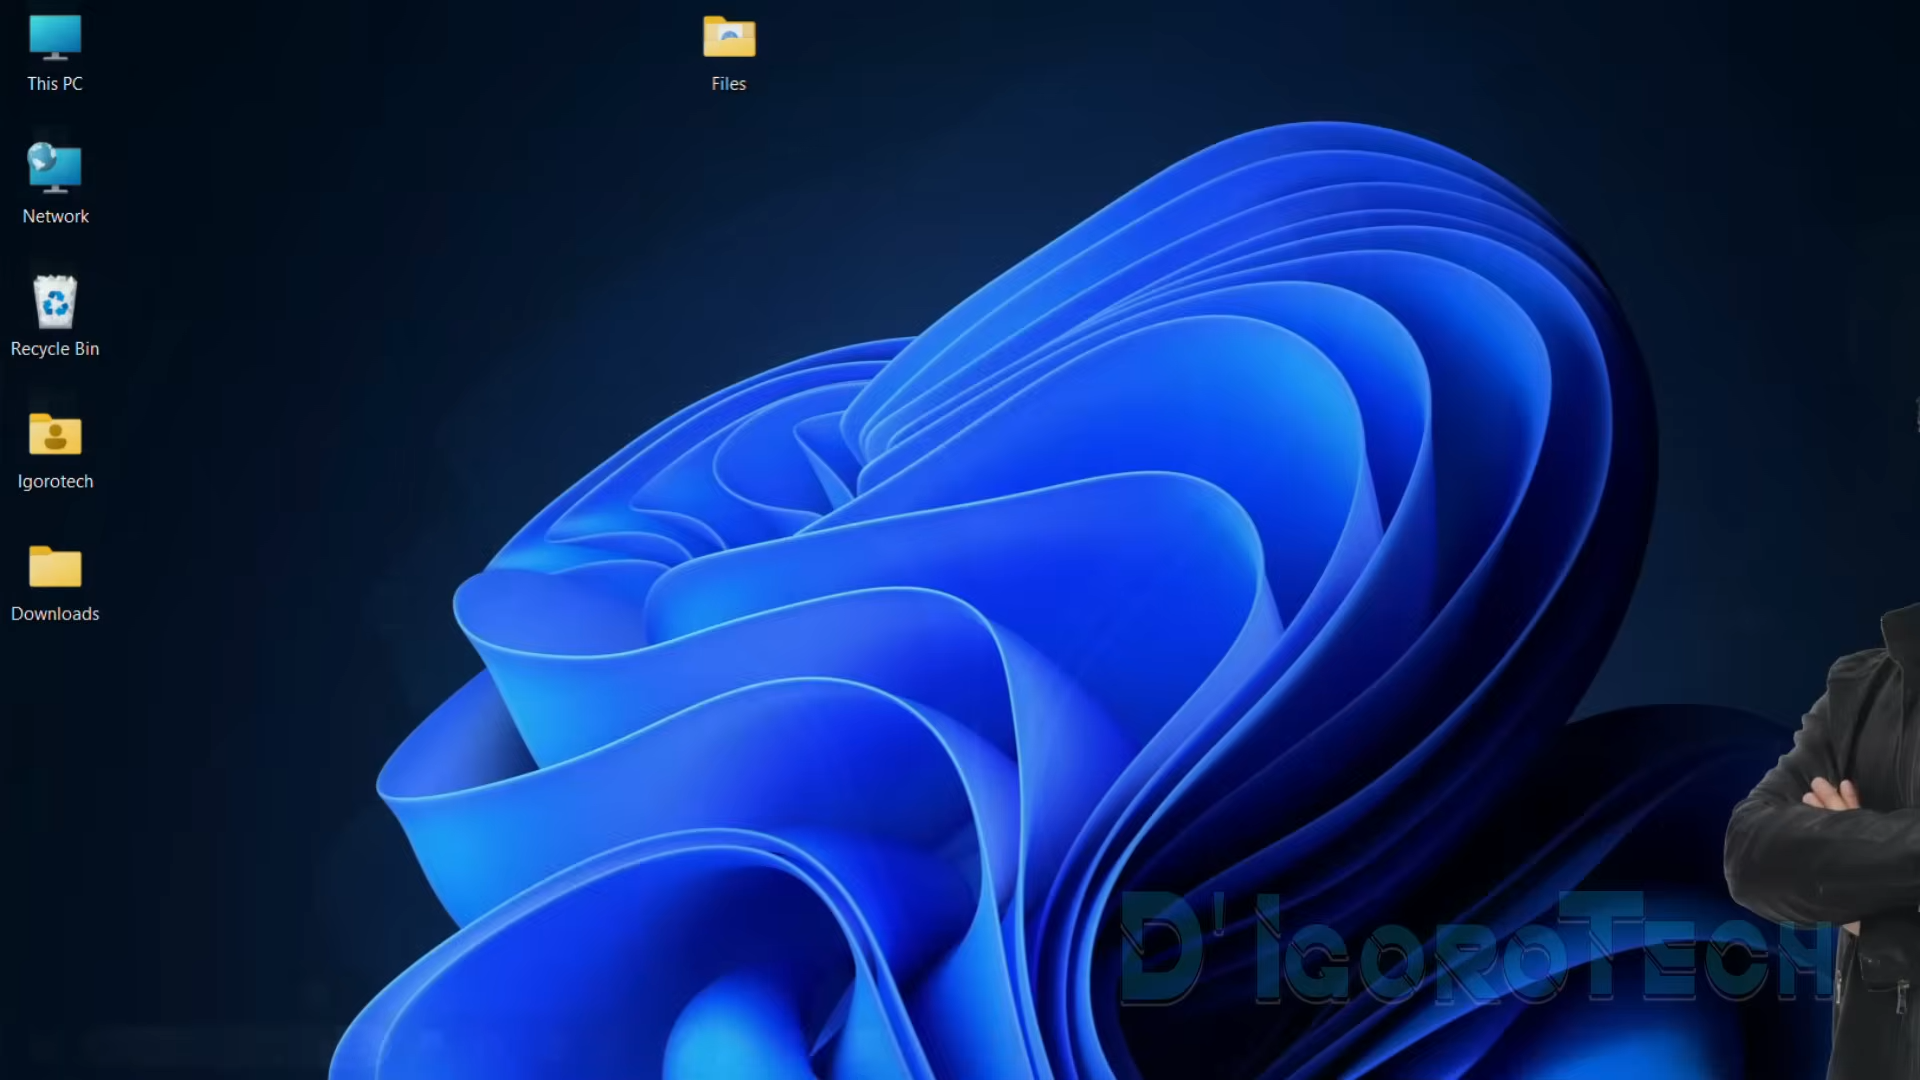 This PC
Files
Network
Recycle Bin
Igorotech
Downloads
D'IGOROTECH